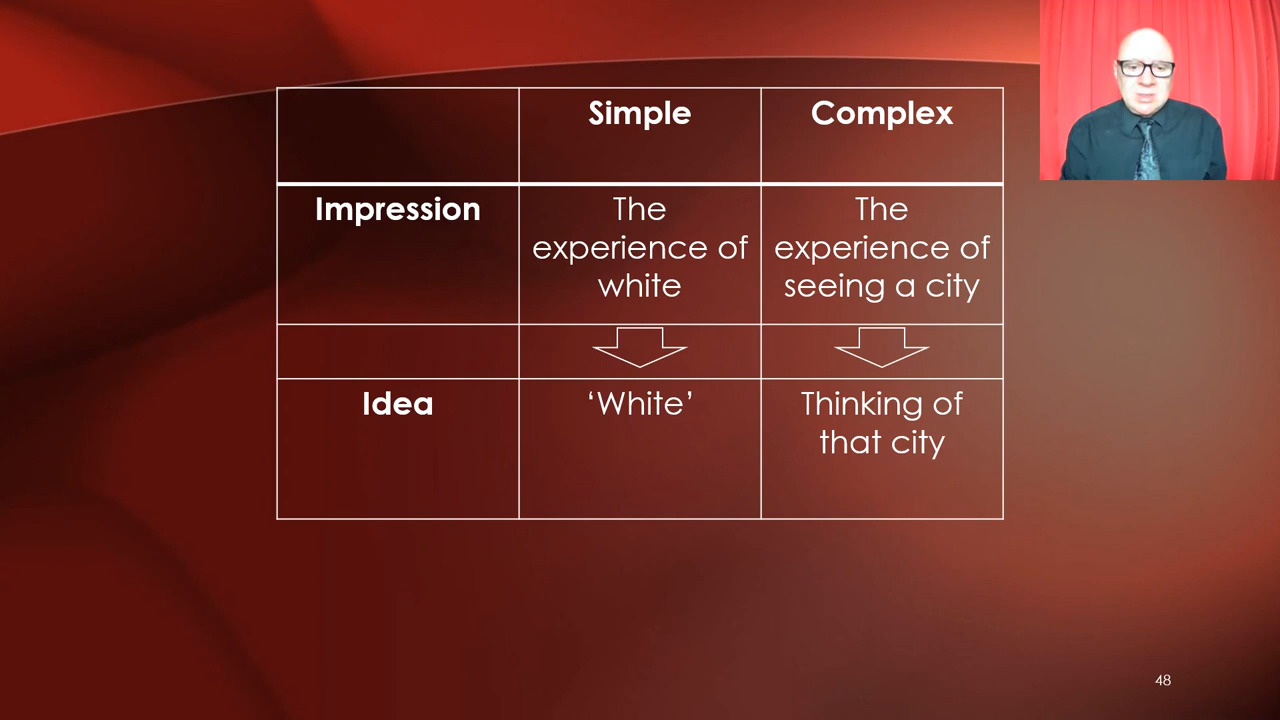 Simple
Complex
Impression
The
experience of
white
The
experience of
seeing a city
Idea
‘White’
Thinking of
that city
48